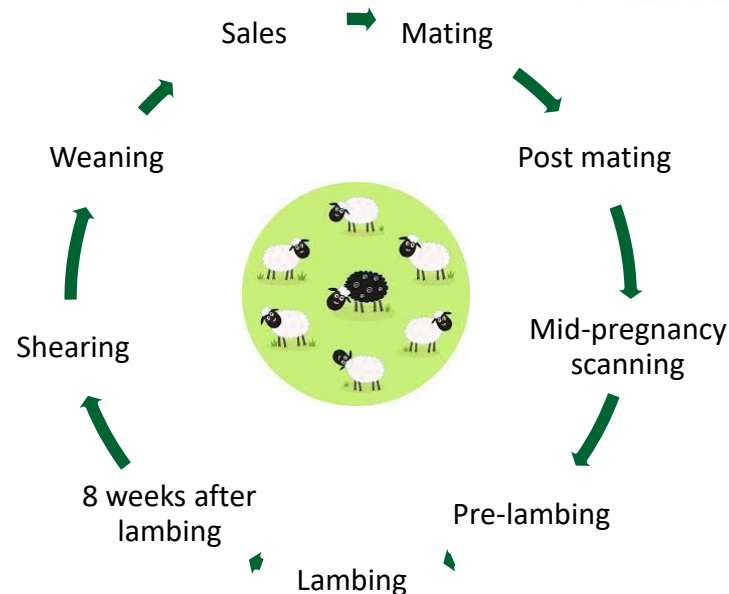 Sales
Mating
Post mating
Mid-pregnancy
scanning
Pre-lambing
Lambing
8 weeks after
lambing
Shearing
Weaning